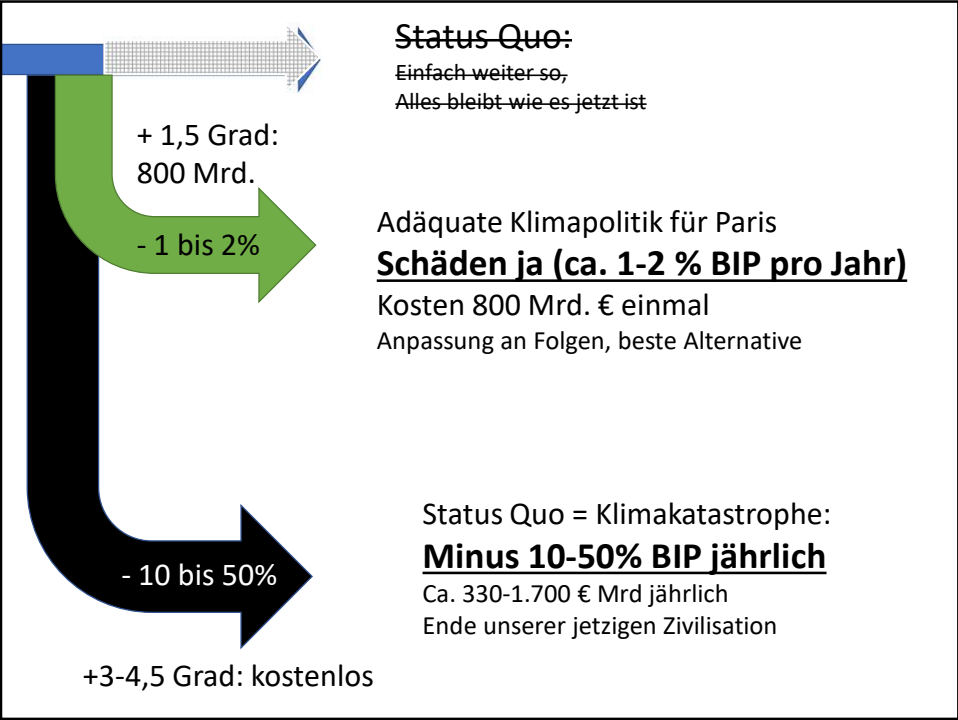 Status Quo:
Einfach weiter so,
Alles bleibt wie es jetzt ist
+ 1,5 Grad:
800 Mrd.
- 1 bis 2%
Adäquate Klimapolitik für Paris
Schäden ja (ca. 1-2 % BIP pro Jahr)
Kosten 800 Mrd. € einmal
Anpassung an Folgen, beste Alternative
- 10 bis 50%
Status Quo = Klimakatastrophe:
Minus 10-50% BIP jährlich
Ca. 330-1.700 € Mrd jährlich
Ende unserer jetzigen Zivilisation
+3-4,5 Grad: kostenlos